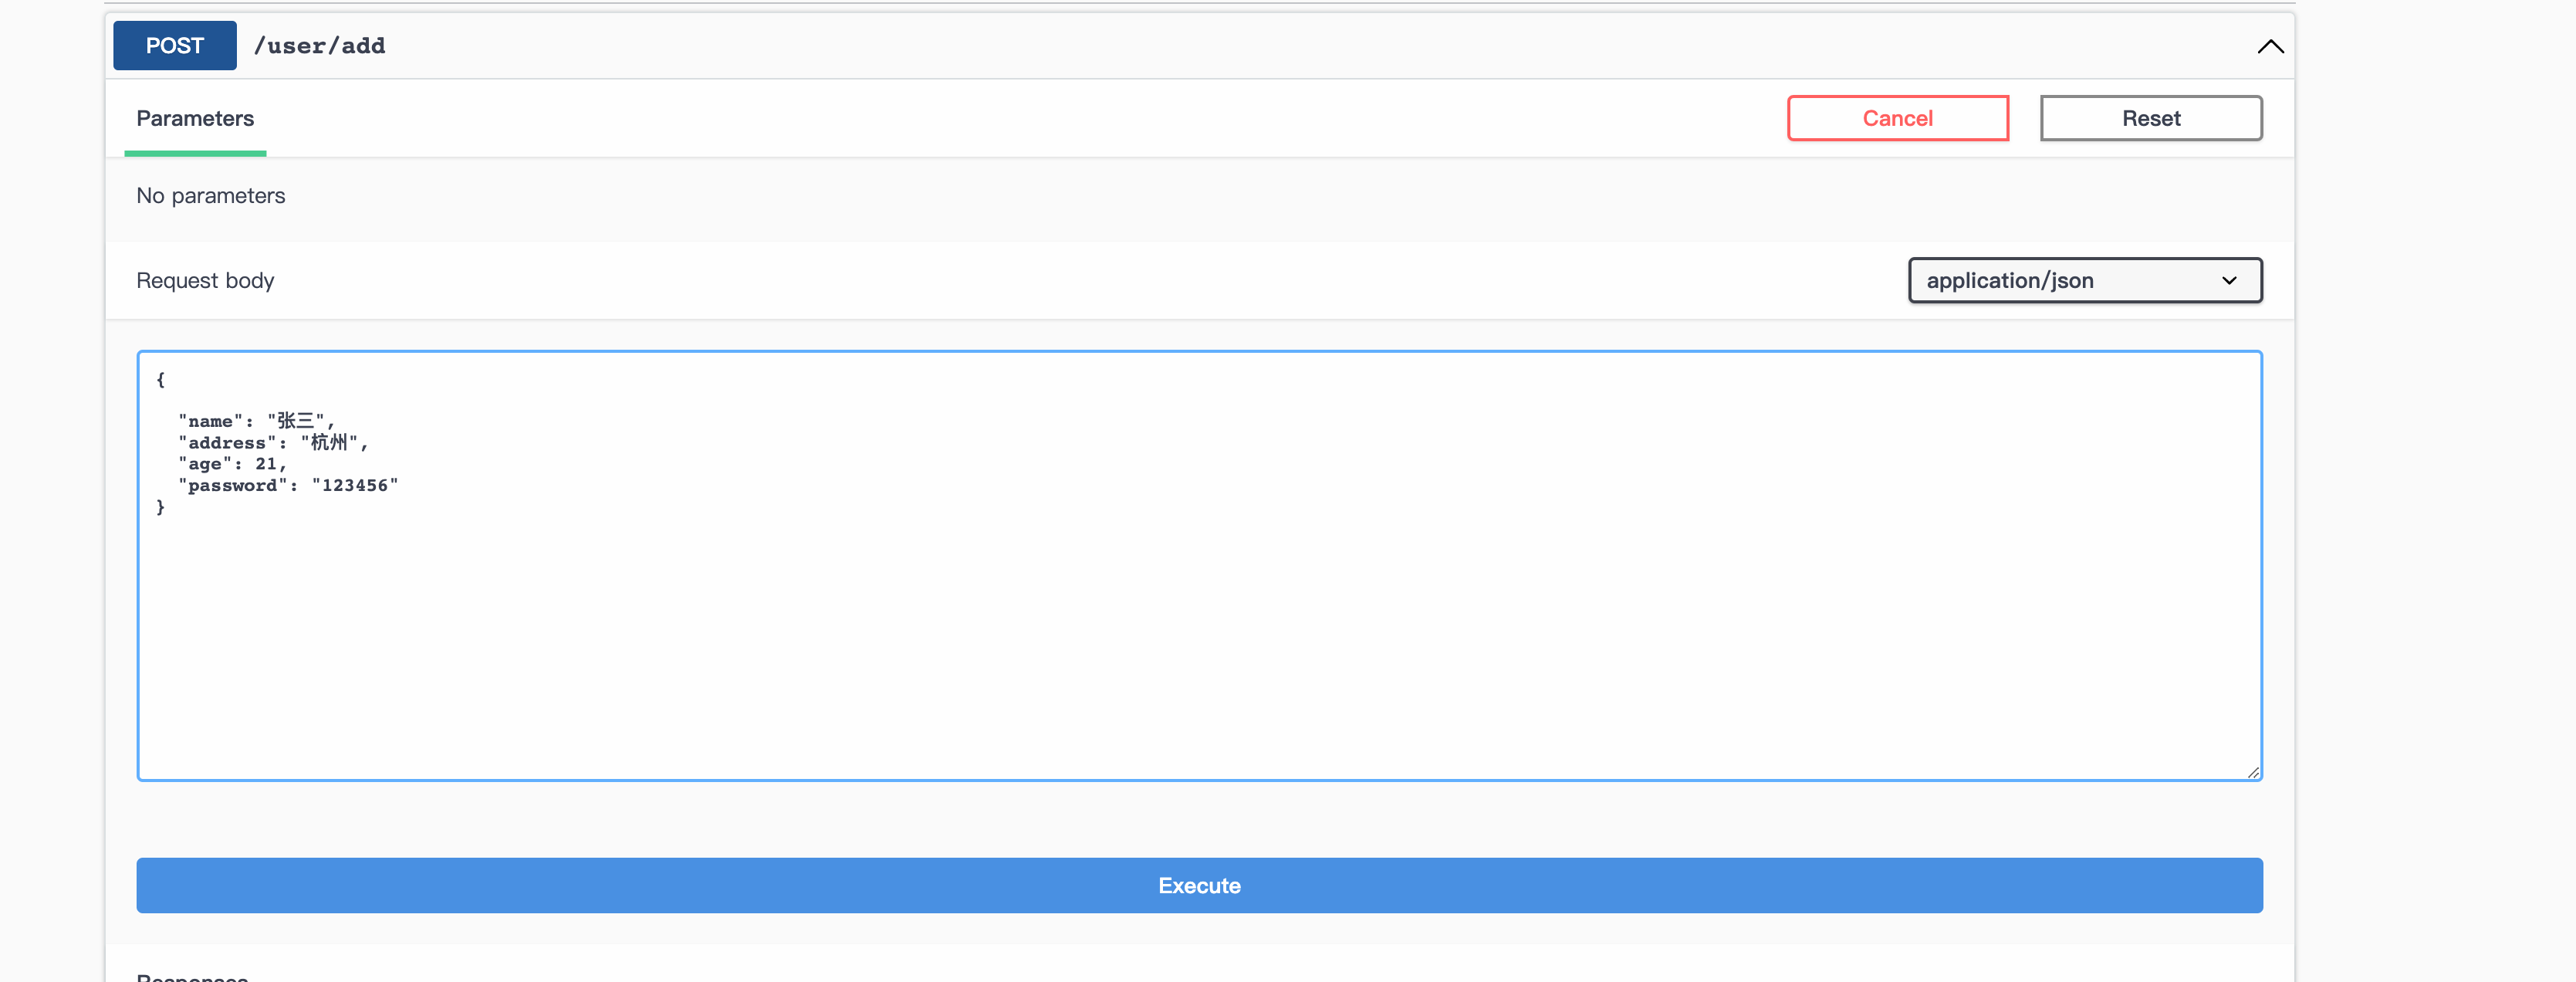 POST /user/add
Parameters
Cancel
Reset
No parameters
Request body
application/json
{
"name": "张三",
"address": "杭州",
"age": 21,
"password": "123456"
}
Execute
Responses